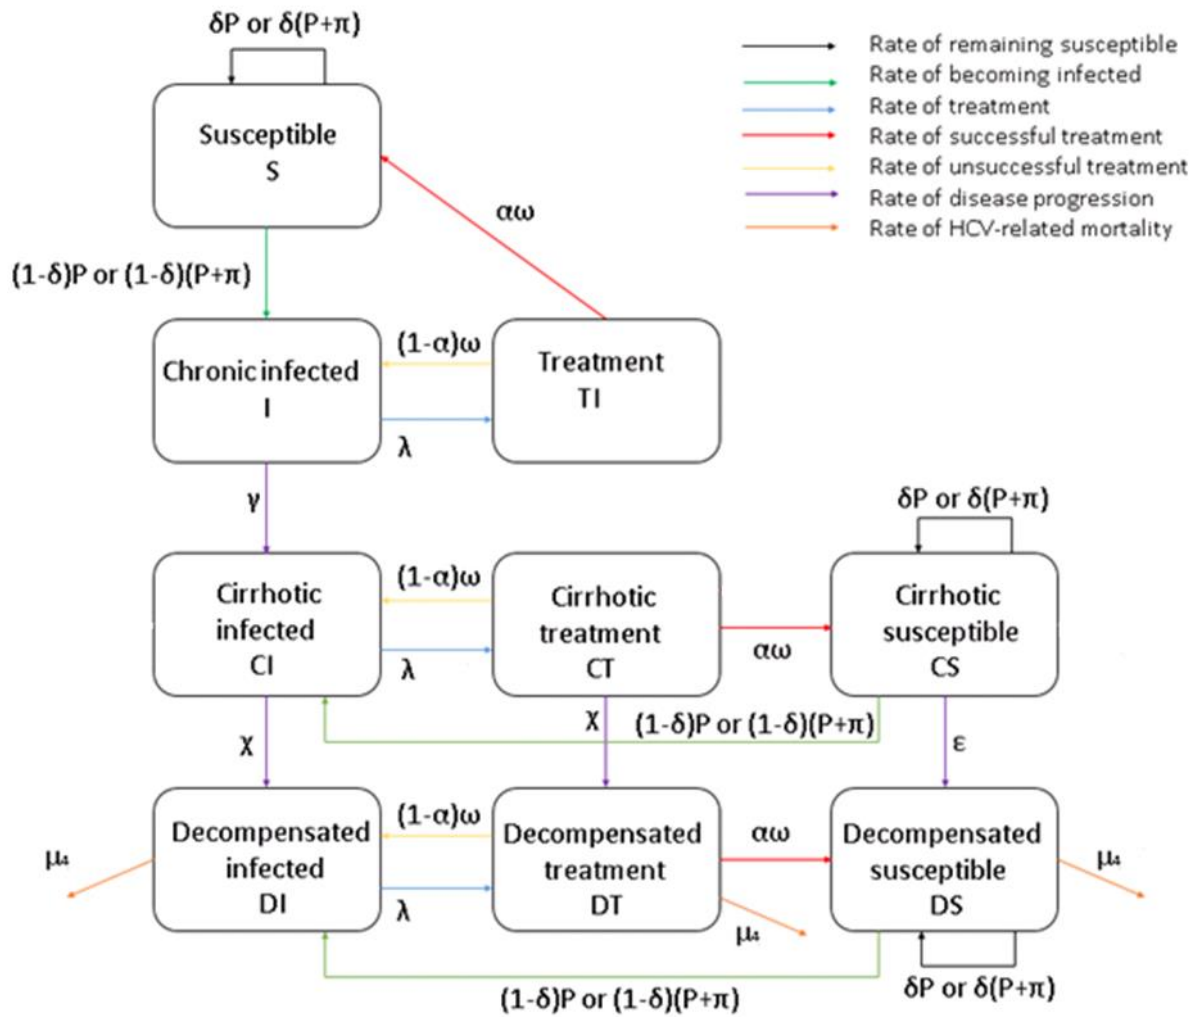 δP or δ(P+π)
Rate of remaining susceptible
Rate of becoming infected
Rate of treatment
Rate of successful treatment
Rate of unsuccessful treatment
Rate of disease progression
Rate of HCV-related mortality
Susceptible
S
αω
(1-δ)P or (1-δ)(P+π)
Chronic infected
I
(1-α)ω
λ
Treatment
TI
γ
δP or δ(P+π)
Cirrhotic
infected
CI
(1-α)ω
λ
Cirrhotic
treatment
CT
αω
Cirrhotic
susceptible
CS
χ
χ
(1-δ)P or (1-δ)(P+π)
ε
μ₄
Decompensated
infected
DI
(1-α)ω
λ
Decompensated
treatment
DT
αω
μ₄
Decompensated
susceptible
DS
μ₄
(1-δ)P or (1-δ)(P+π)
δP or δ(P+π)